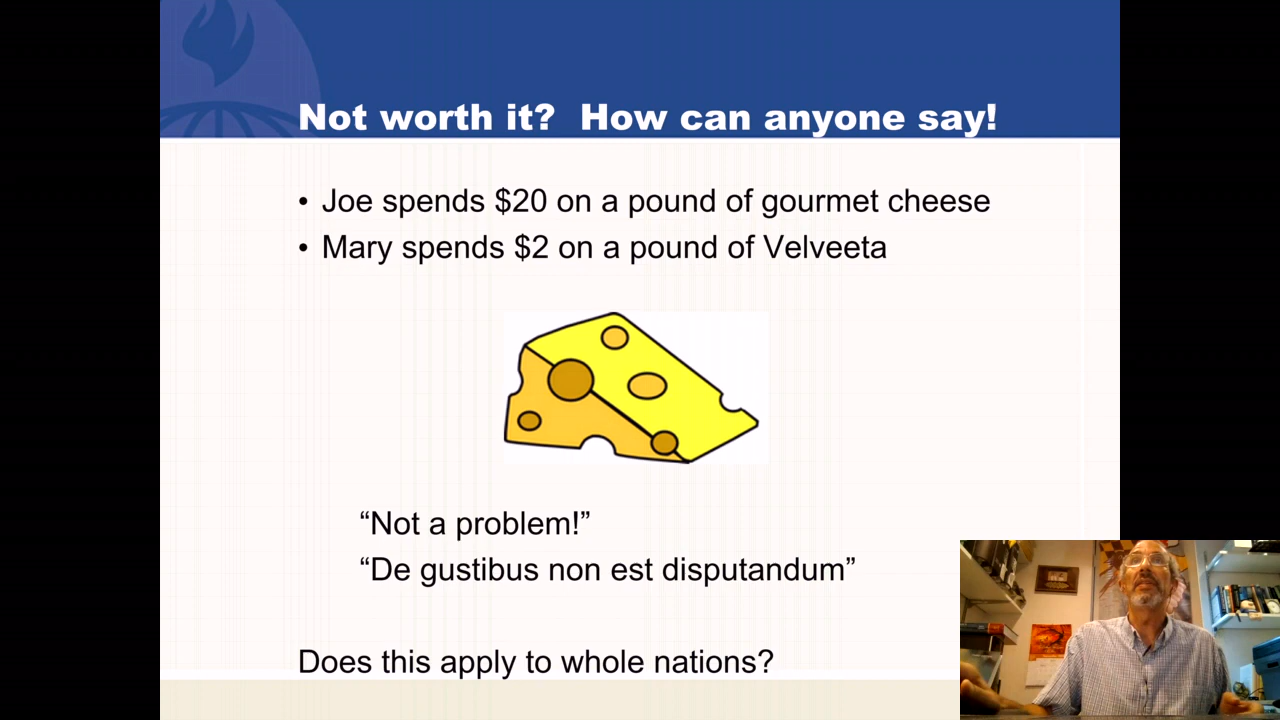 Not worth it? How can anyone say!
• Joe spends $20 on a pound of gourmet cheese
• Mary spends $2 on a pound of Velveeta
“Not a problem!”
“De gustibus non est disputandum”
Does this apply to whole nations?